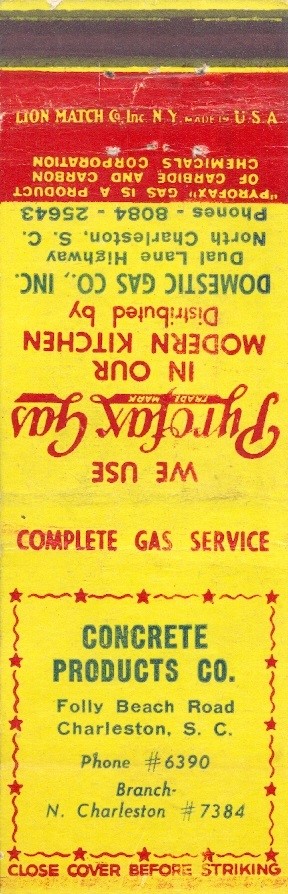 LION MATCH Co. Inc. N.Y. MADE IN U.S.A
"PYROFAX" GAS IS A PRODUCT
OF CARBIDE AND CARBON
CHEMICALS CORPORATION
WE USE
Pyrofax Gas
TRADE MARK
IN OUR
MODERN KITCHEN
Distributed by
DOMESTIC GAS CO., INC.
Dual Lane Highway
North Charleston, S. C.
Phones - 8084 - 25643
COMPLETE GAS SERVICE
CONCRETE
PRODUCTS CO.
Folly Beach Road
Charleston, S. C.
Phone #6390
Branch-
N. Charleston #7384
CLOSE COVER BEFORE STRIKING